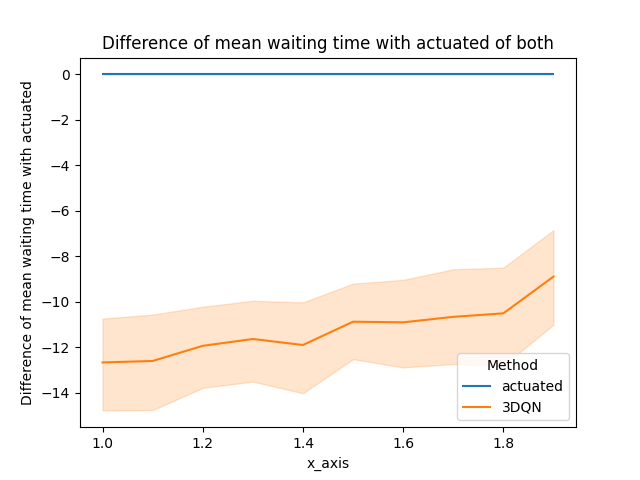 Difference of mean waiting time with actuated of both
Difference of mean waiting time with actuated
0
−2
−4
−6
−8
−10
−12
−14
1.0 1.2 1.4 1.6 1.8
x_axis
Method
actuated
3DQN